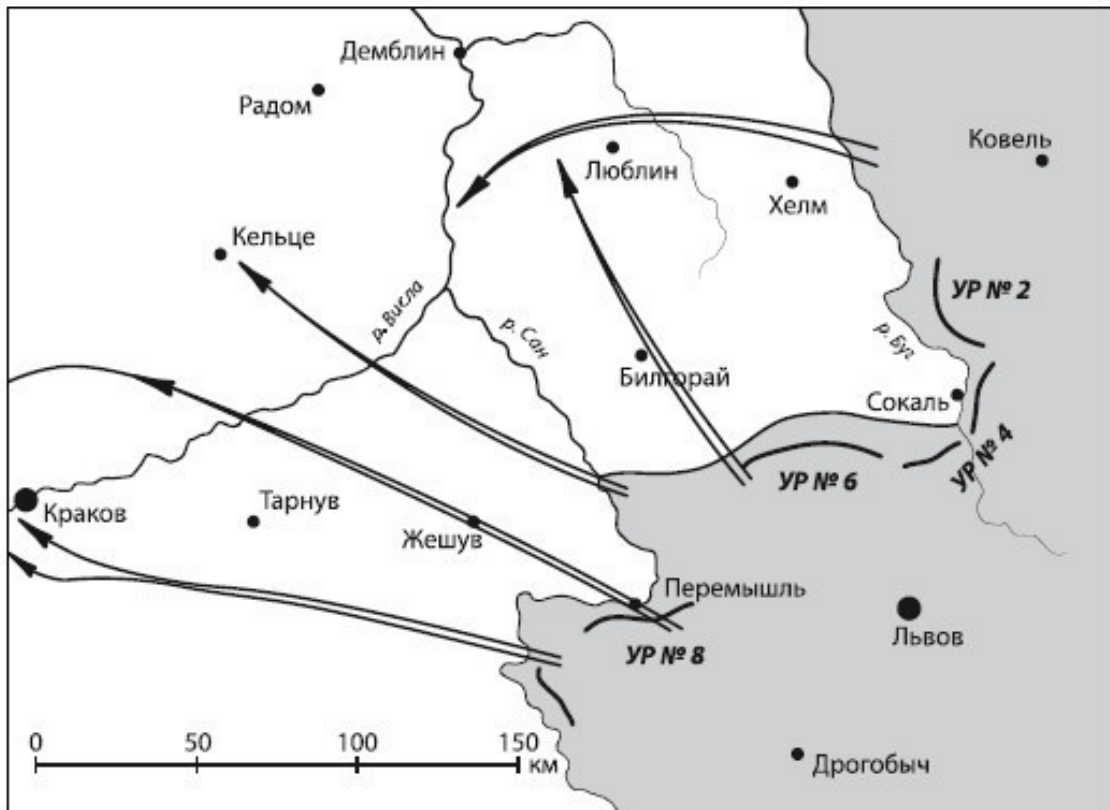 Демблин
Радом
Ковель
Люблин
Хелм
Кельце
УР № 2
р. Висла
р. Сан
р. Буг
Билгорай
Сокаль
УР № 4
УР № 6
Краков
Тарнув
Жешув
Перемышль
Львов
УР № 8
0 50 100 150
км
Дрогобыч